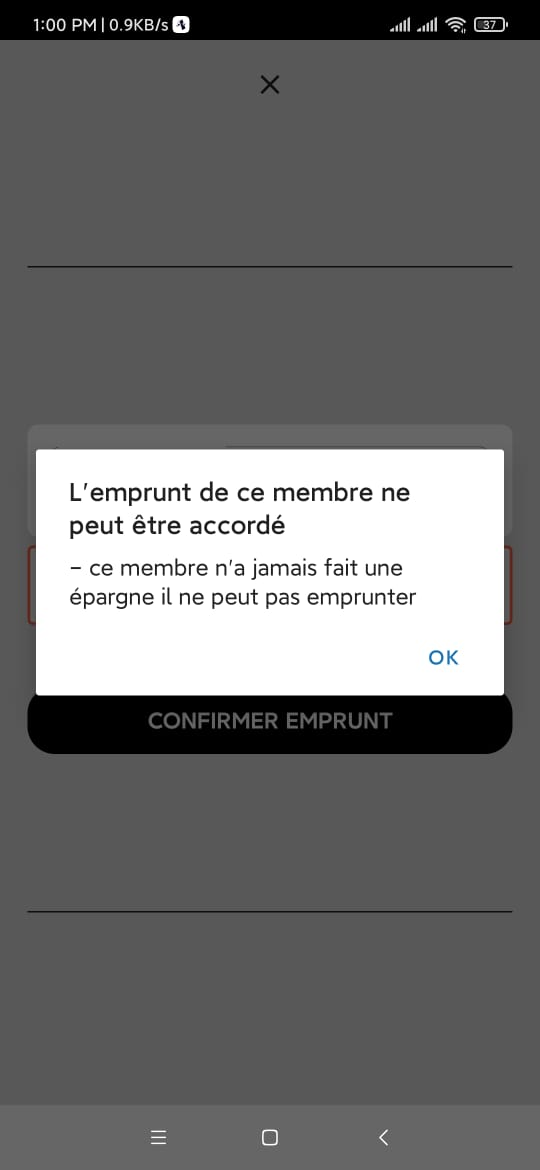 1:00 PM | 0.9KB/s
37
L'emprunt de ce membre ne
peut être accordé
- ce membre n'a jamais fait une
épargne il ne peut pas emprunter
OK
CONFIRMER EMPRUNT